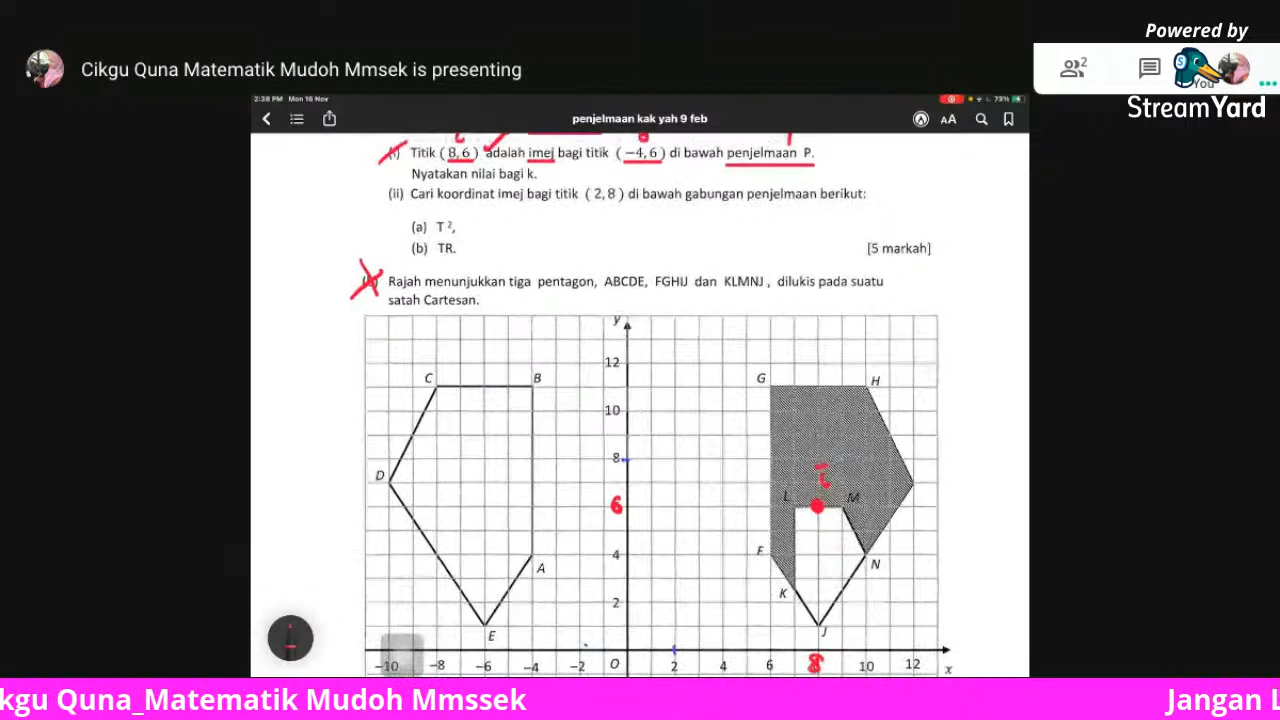 Powered by
Cikgu Quna Matematik Mudoh Mmsek is presenting
2
You
StreamYard
2:38 PM Mon 16 Nov
73%
penjelmaan kak yah 9 feb
AA
(i) Titik ( 8, 6 ) adalah imej bagi titik ( −4, 6 ) di bawah penjelmaan P.
Nyatakan nilai bagi k.
(ii) Cari koordinat imej bagi titik ( 2, 8 ) di bawah gabungan penjelmaan berikut:
(a) T ²,
(b) TR. [5 markah]
Rajah menunjukkan tiga pentagon, ABCDE, FGHIJ dan KLMNJ , dilukis pada suatu
satah Cartesan.
y
12
C B G H
10
8
D
L M
6
F 4 N
A
K
2
E J
−10 −8 −6 −4 −2 O 2 4 6 8 10 12 x
kgu Quna_Matematik Mudoh Mmssek
Jangan L